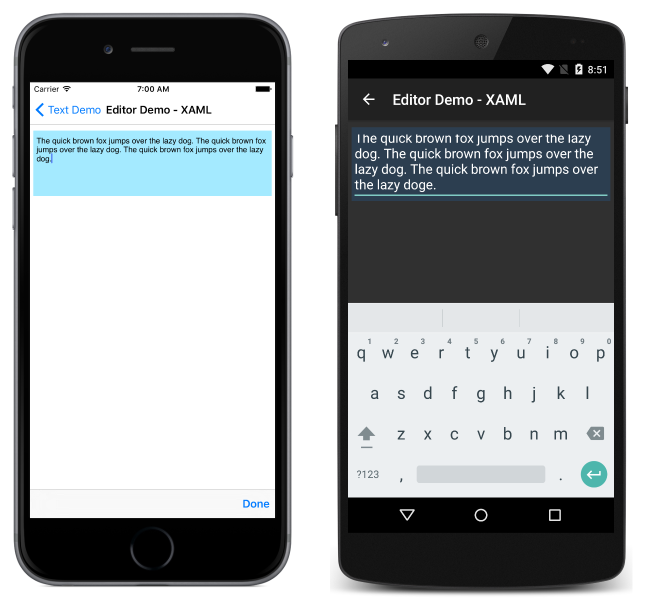 Carrier
7:00 AM
Text Demo
Editor Demo - XAML
The quick brown fox jumps over the lazy dog. The quick brown fox
jumps over the lazy dog. The quick brown fox jumps over the lazy
dog.
Done
8:51
Editor Demo - XAML
The quick brown fox jumps over the lazy
dog. The quick brown fox jumps over the
lazy dog. The quick brown fox jumps over
the lazy doge.
1 2 3 4 5 6 7 8 9 0
q w e r t y u i o p
a s d f g h j k l
z x c v b n m
?123 , .